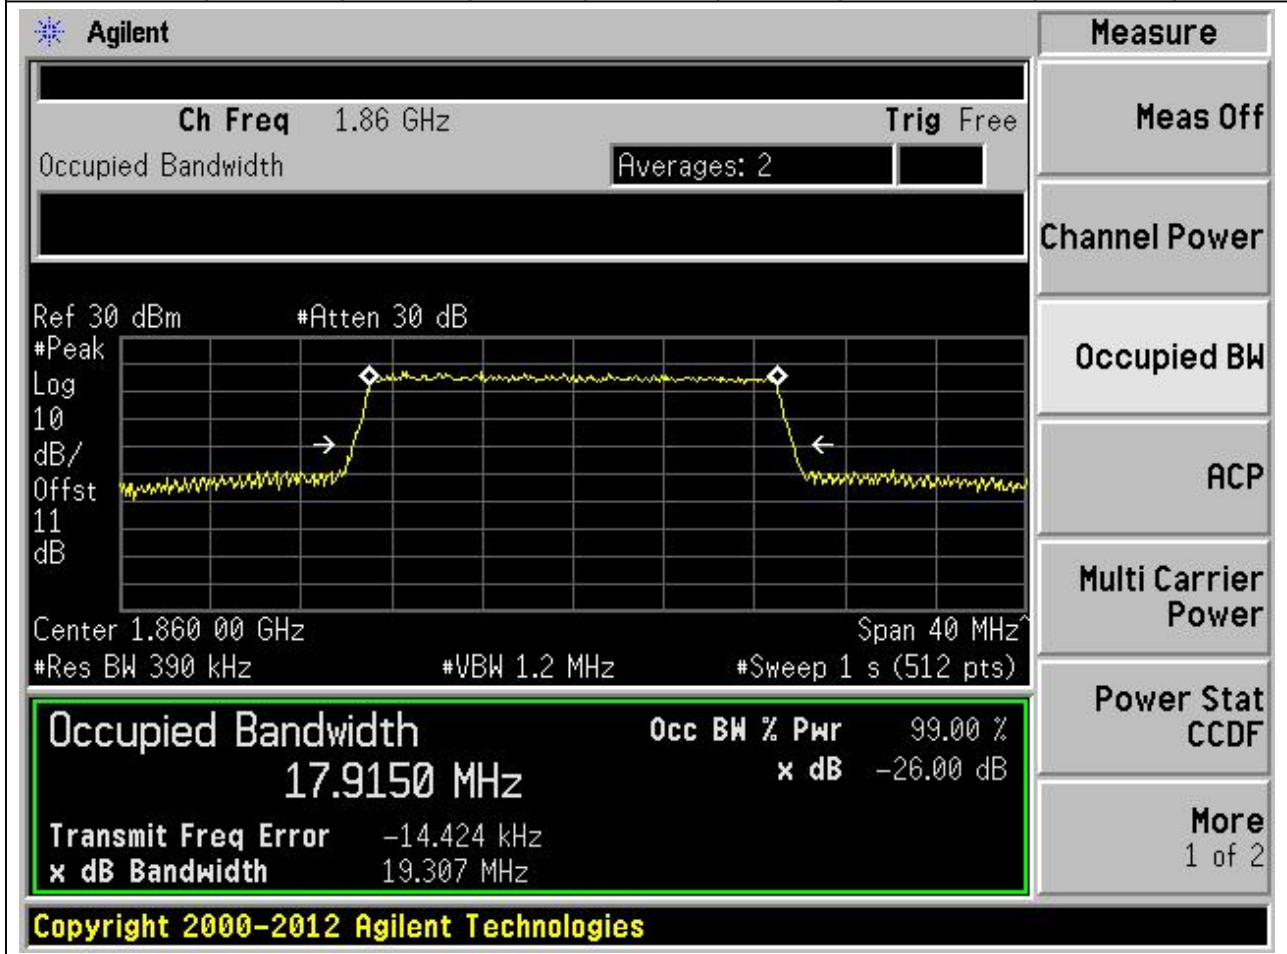 Agilent
Measure
Ch Freq 1.86 GHz Trig Free
Meas Off
Occupied Bandwidth Averages: 2
Channel Power
Ref 30 dBm #Atten 30 dB
#Peak
Log
10
dB/
Offst
11
dB
Occupied BW
ACP
Multi Carrier
Power
Center 1.860 00 GHz Span 40 MHz^
#Res BW 390 kHz #VBW 1.2 MHz #Sweep 1 s (512 pts)
Power Stat
CCDF
Occupied Bandwidth Occ BW % Pwr 99.00 %
17.9150 MHz x dB -26.00 dB
Transmit Freq Error -14.424 kHz
x dB Bandwidth 19.307 MHz
More
1 of 2
Copyright 2000-2012 Agilent Technologies